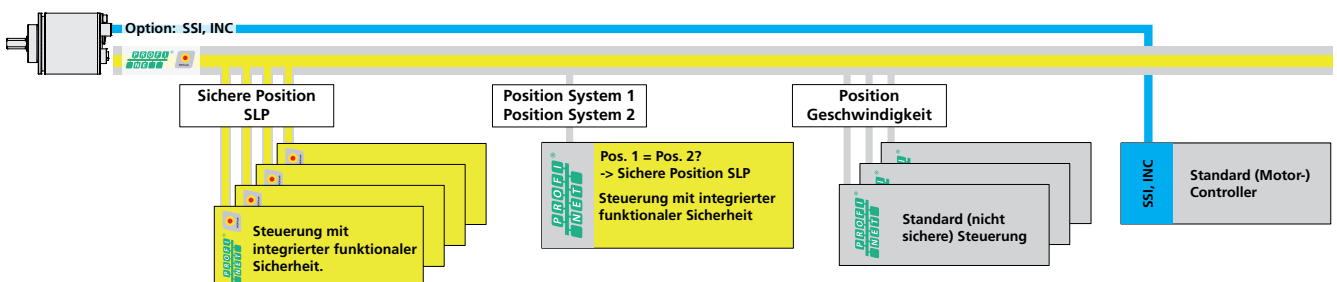 Option: SSI, INC
PROFI
NET
Sichere Position
SLP
Position System 1
Position System 2
Position
Geschwindigkeit
PROFI
NET
Steuerung mit
integrierter funktionaler
Sicherheit.
PROFI
NET
Pos. 1 = Pos. 2?
-> Sichere Position SLP
Steuerung mit integrierter
funktionaler Sicherheit
PROFI
NET
Standard (nicht
sichere) Steuerung
SSI, INC
Standard (Motor-)
Controller